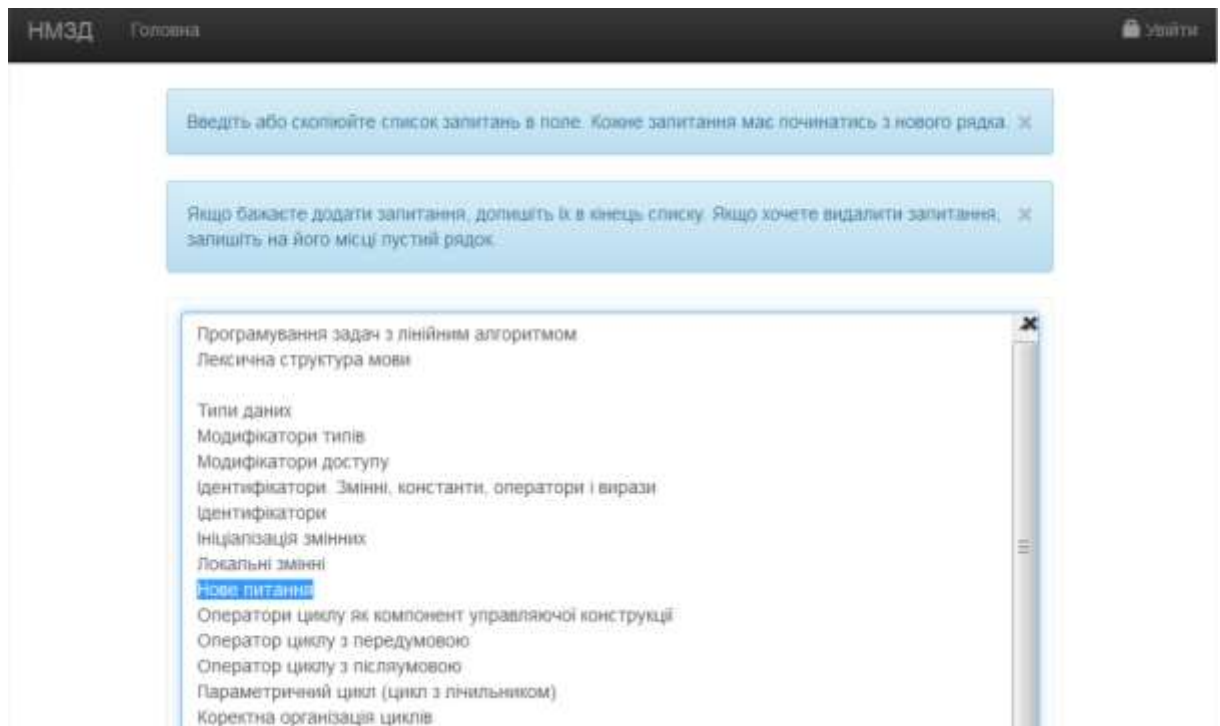 НМЗД Головна Увійти
Введіть або скопіюйте список запитань в поле. Кожне запитання має починатись з нового рядка. ×
Якщо бажаєте додати запитання, допишіть їх в кінець списку. Якщо хочете видалити запитання, ×
запишіть на його місці пустий рядок.
Програмування задач з лінійним алгоритмом
Лексична структура мови
Типи даних
Модифікатори типів
Модифікатори доступу
Ідентифікатори. Змінні, константи, оператори і вирази
Ідентифікатори
Ініціалізація змінних
Локальні змінні
Нове питання
Оператори циклу як компонент управляючої конструкції
Оператор циклу з передумовою
Оператор циклу з післяумовою
Параметричний цикл (цикл з лічильником)
Коректна організація циклів